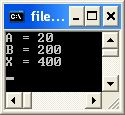 file...
A = 20
B = 200
X = 400